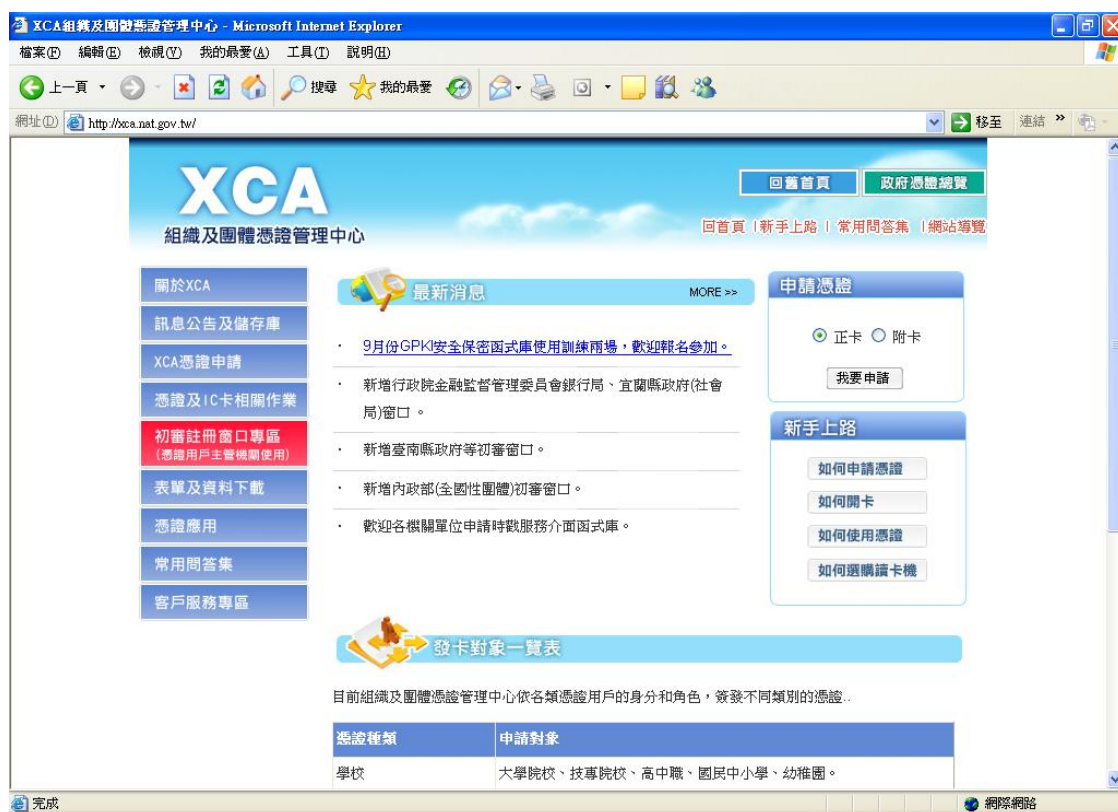 XCA組織及團體憑證管理中心 - Microsoft Internet Explorer
檔案(F) 編輯(E) 檢視(V) 我的最愛(A) 工具(T) 說明(H)
上一頁 搜尋 我的最愛
網址(D) http://xca.nat.gov.tw/ 移至 連結 »
XCA
組織及團體憑證管理中心
回舊首頁 政府憑證總覽
回首頁 | 新手上路 | 常用問答集 | 網站導覽
關於XCA
訊息公告及儲存庫
XCA憑證申請
憑證及IC卡相關作業
初審註冊窗口專區
(憑證用戶主管機關使用)
表單及資料下載
憑證應用
常用問答集
客戶服務專區
最新消息 MORE >>
· 9月份GPKI安全保密函式庫使用訓練兩場，歡迎報名參加。
· 新增行政院金融監督管理委員會銀行局、宜蘭縣政府(社會
局)窗口。
· 新增臺南縣政府等初審窗口。
· 新增內政部(全國性團體)初審窗口。
· 歡迎各機關單位申請時戳服務介面函式庫。
申請憑證
正卡 附卡
我要申請
新手上路
如何申請憑證
如何開卡
如何使用憑證
如何選購讀卡機
發卡對象一覽表
目前組織及團體憑證管理中心依各類憑證用戶的身分和角色，簽發不同類別的憑證..
憑證種類 申請對象
學校 大學院校、技專院校、高中職、國民中小學、幼稚園。
完成 網際網路